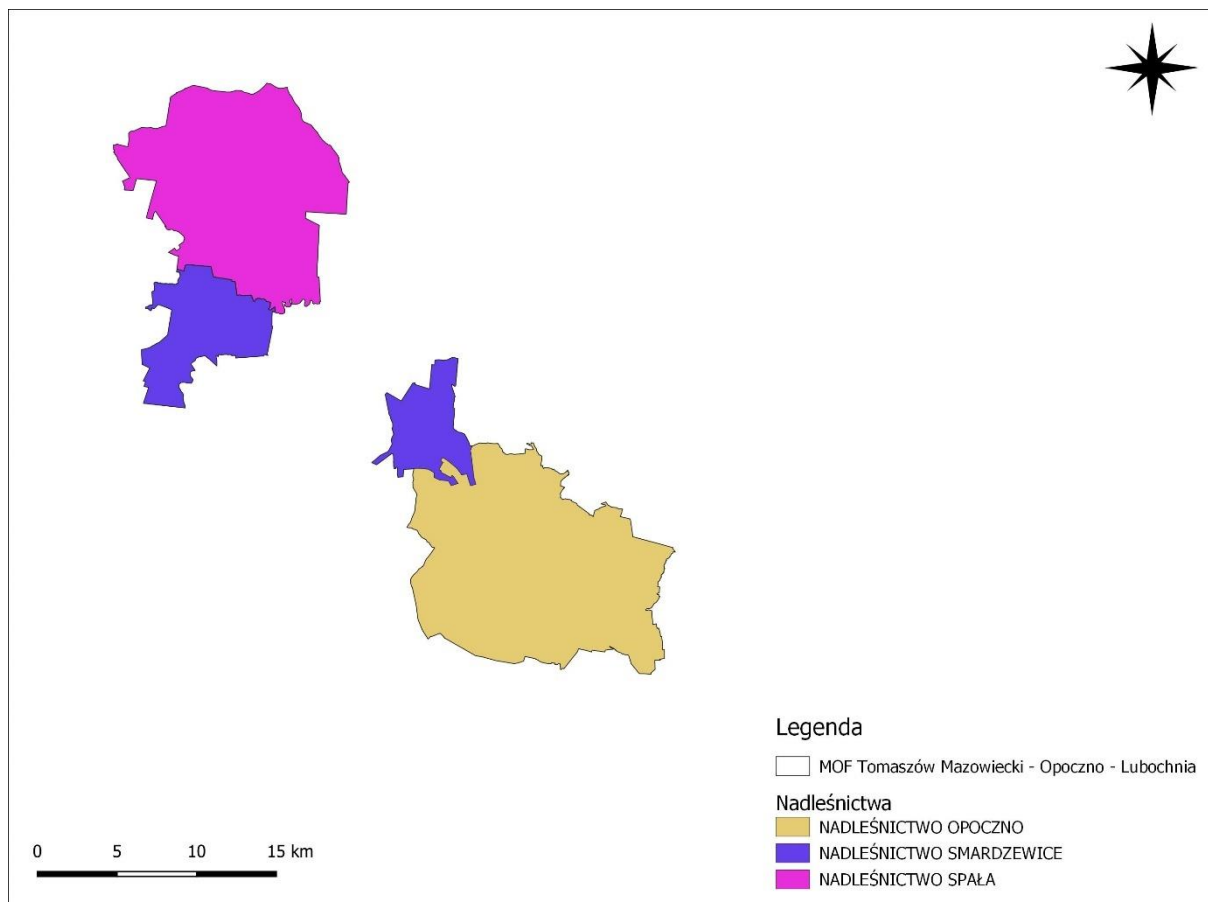 Legenda
MOF Tomaszów Mazowiecki - Opoczno - Lubochnia
Nadleśnictwa
NADLEŚNICTWO OPOCZNO
NADLEŚNICTWO SMARDZEWICE
NADLEŚNICTWO SPAŁA
0 5 10 15 km